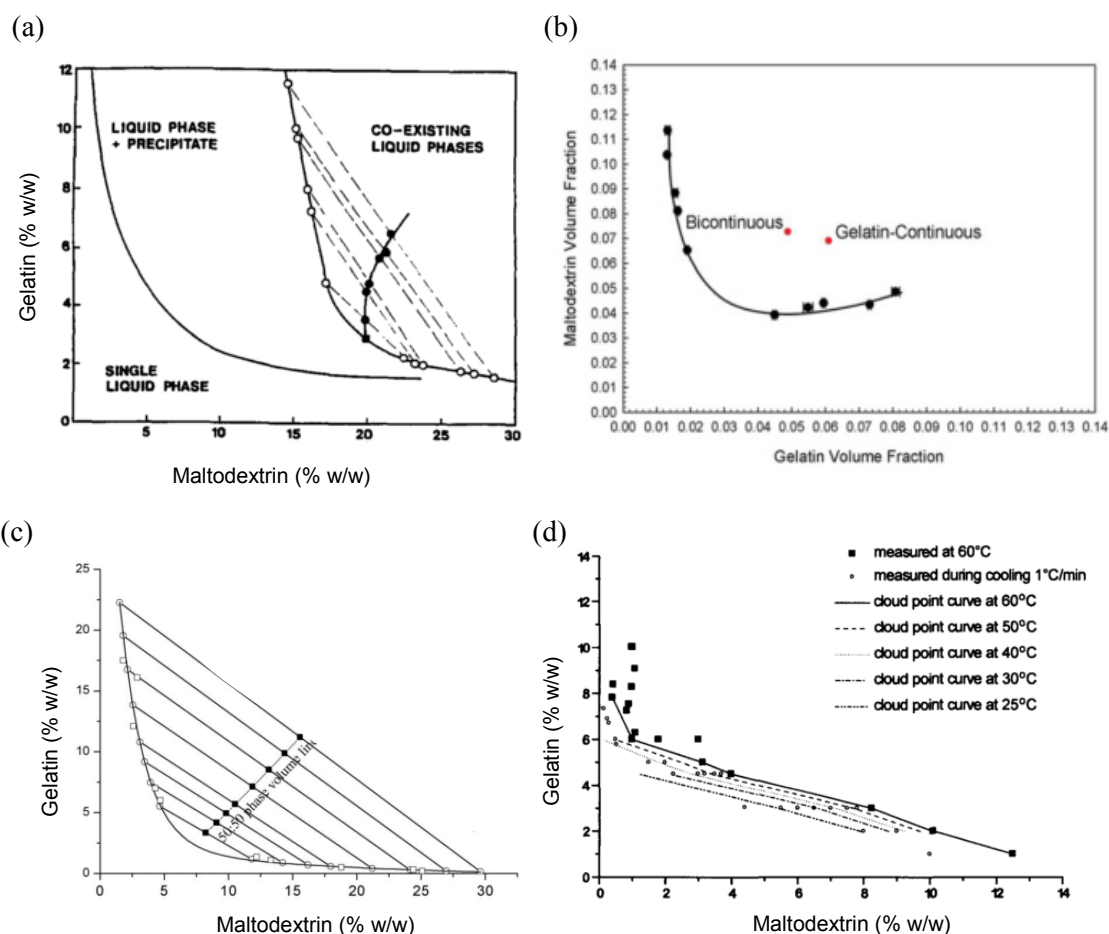 (a)
12
10
8
6
4
2
0
Gelatin (% w/w)
LIQUID PHASE
+ PRECIPITATE
CO-EXISTING
LIQUID PHASES
SINGLE
LIQUID PHASE
5 10 15 20 25 30
Maltodextrin (% w/w)
(b)
0.14
0.13
0.12
0.11
0.10
0.09
0.08
0.07
0.06
0.05
0.04
0.03
0.02
0.01
0.00
Maltodextrin Volume Fraction
Bicontinuous
Gelatin-Continuous
0.00 0.01 0.02 0.03 0.04 0.05 0.06 0.07 0.08 0.09 0.10 0.11 0.12 0.13 0.14
Gelatin Volume Fraction
(c)
25
20
15
10
5
0
Gelatin (% w/w)
50:50 phase volume line
0 5 10 15 20 25 30
Maltodextrin (% w/w)
(d)
14
12
10
8
6
4
2
0
Gelatin (% w/w)
measured at 60°C
measured during cooling 1°C/min
cloud point curve at 60°C
cloud point curve at 50°C
cloud point curve at 40°C
cloud point curve at 30°C
cloud point curve at 25°C
0 2 4 6 8 10 12 14
Maltodextrin (% w/w)